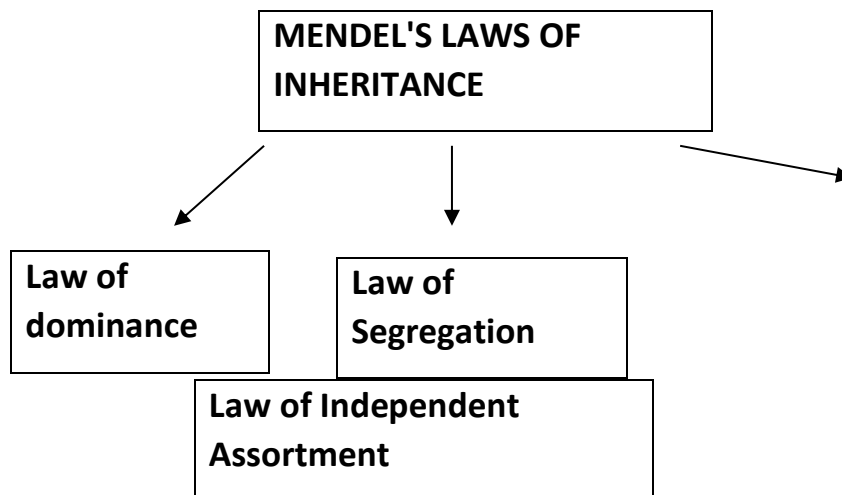 MENDEL'S LAWS OF
INHERITANCE
Law of
dominance
Law of
Segregation
Law of Independent
Assortment